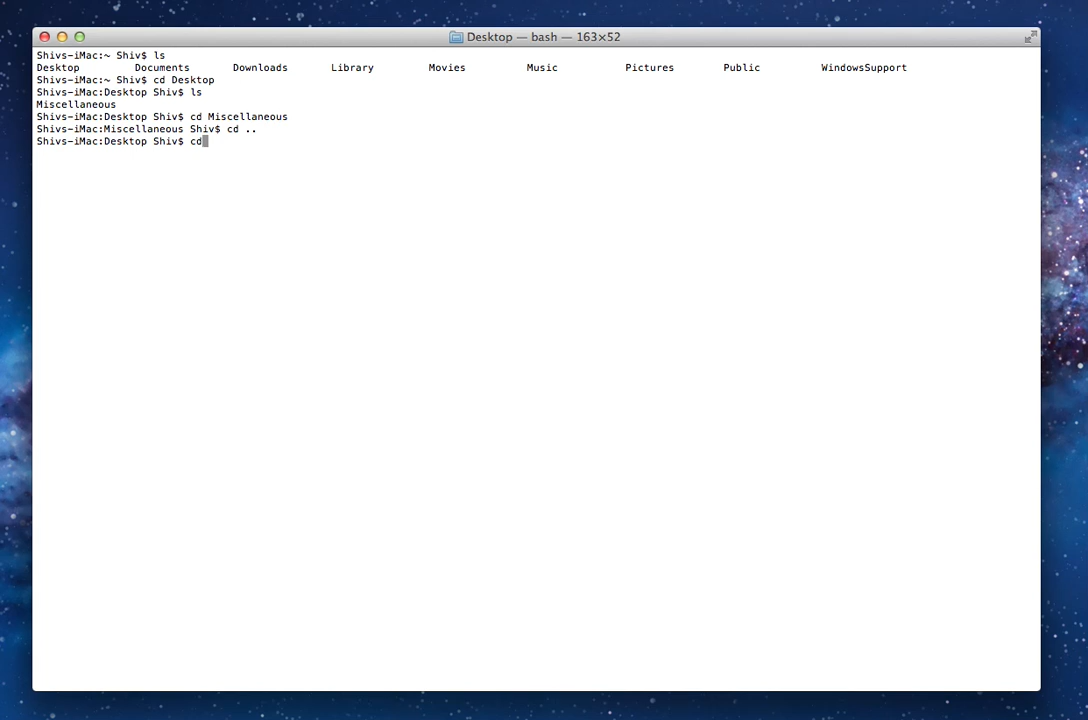 Desktop — bash — 163×52
Shivs-iMac:~ Shiv$ ls
Desktop Documents Downloads Library Movies Music Pictures Public WindowsSupport
Shivs-iMac:~ Shiv$ cd Desktop
Shivs-iMac:Desktop Shiv$ ls
Miscellaneous
Shivs-iMac:Desktop Shiv$ cd Miscellaneous
Shivs-iMac:Miscellaneous Shiv$ cd ..
Shivs-iMac:Desktop Shiv$ cd